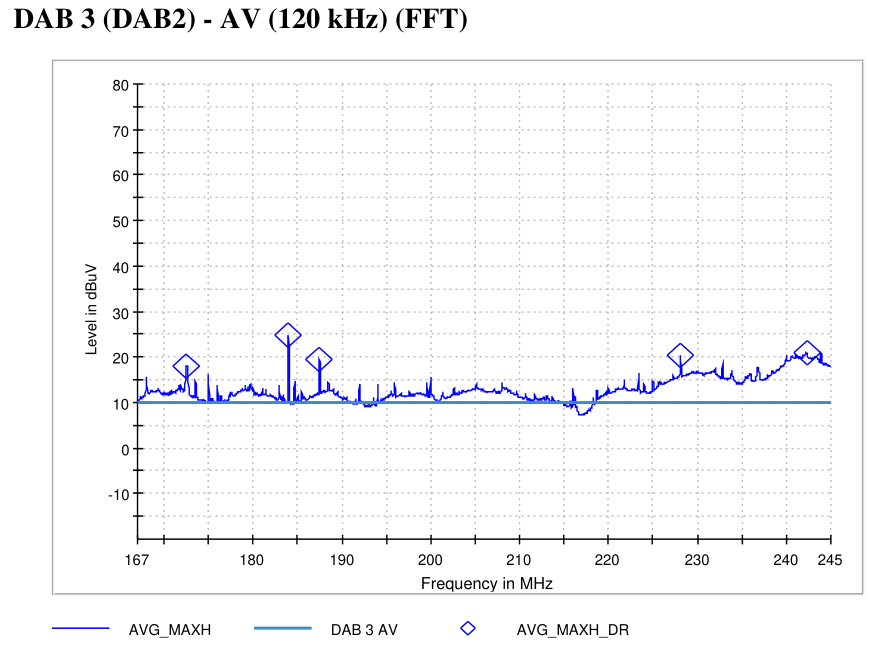 DAB 3 (DAB2) - AV (120 kHz) (FFT)
80
70
60
50
40
30
20
10
0
-10
Level in dBuV
167 180 190 200 210 220 230 240 245
Frequency in MHz
AVG_MAXH DAB 3 AV AVG_MAXH_DR